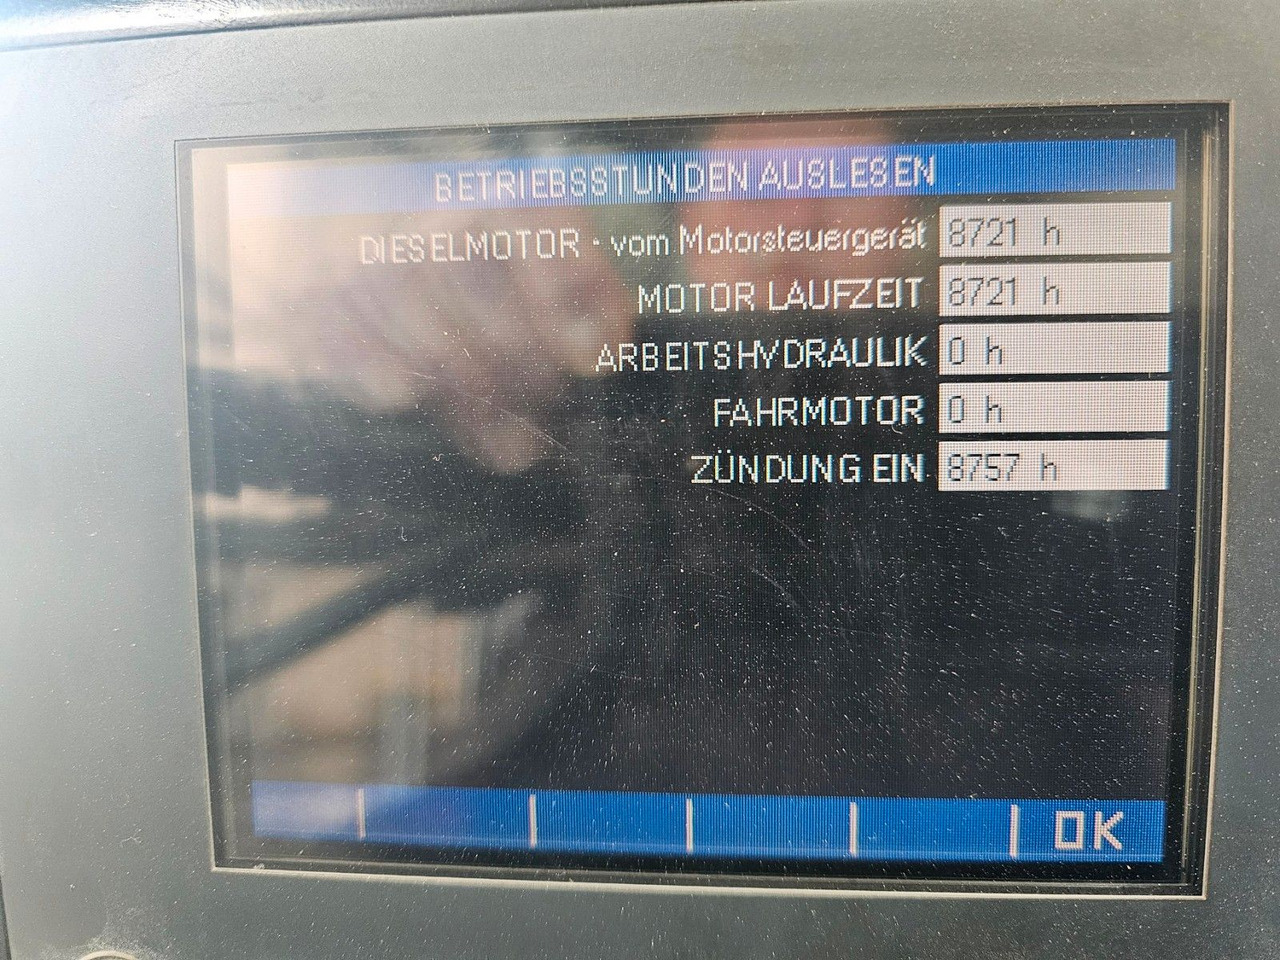 BETRIEBSSTUNDEN AUSLESEN
DIESELMOTOR - vom Motorsteuergerät 8721 h
MOTOR LAUFZEIT 8721 h
ARBEITSHYDRAULIK 0 h
FAHRMOTOR 0 h
ZÜNDUNG EIN 8757 h
OK